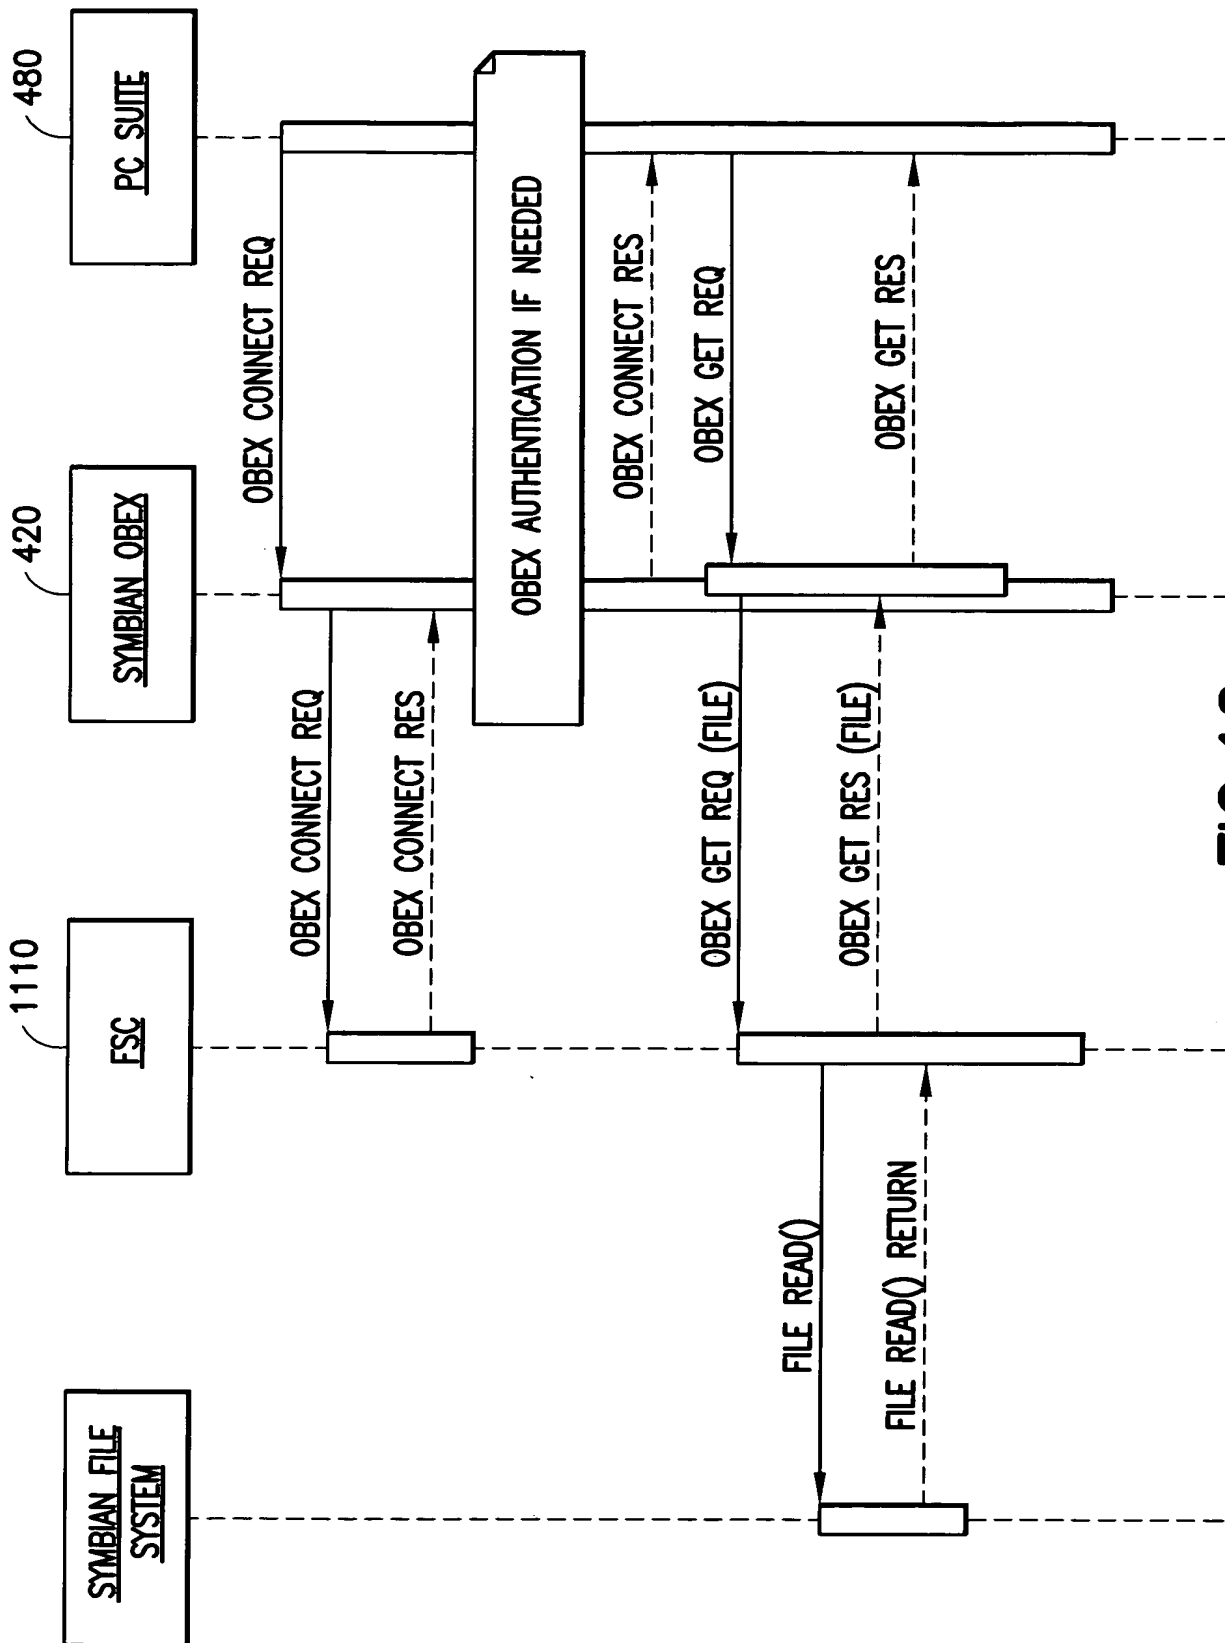 1110
420
480
SYMBIAN FILE
SYSTEM
FSC
SYMBIAN OBEX
PC SUITE
OBEX CONNECT REQ
OBEX CONNECT REQ
OBEX CONNECT RES
OBEX AUTHENTICATION IF NEEDED
OBEX CONNECT RES
OBEX GET REQ
OBEX GET REQ (FILE)
FILE READ()
OBEX GET RES (FILE)
OBEX GET RES
FILE READ() RETURN